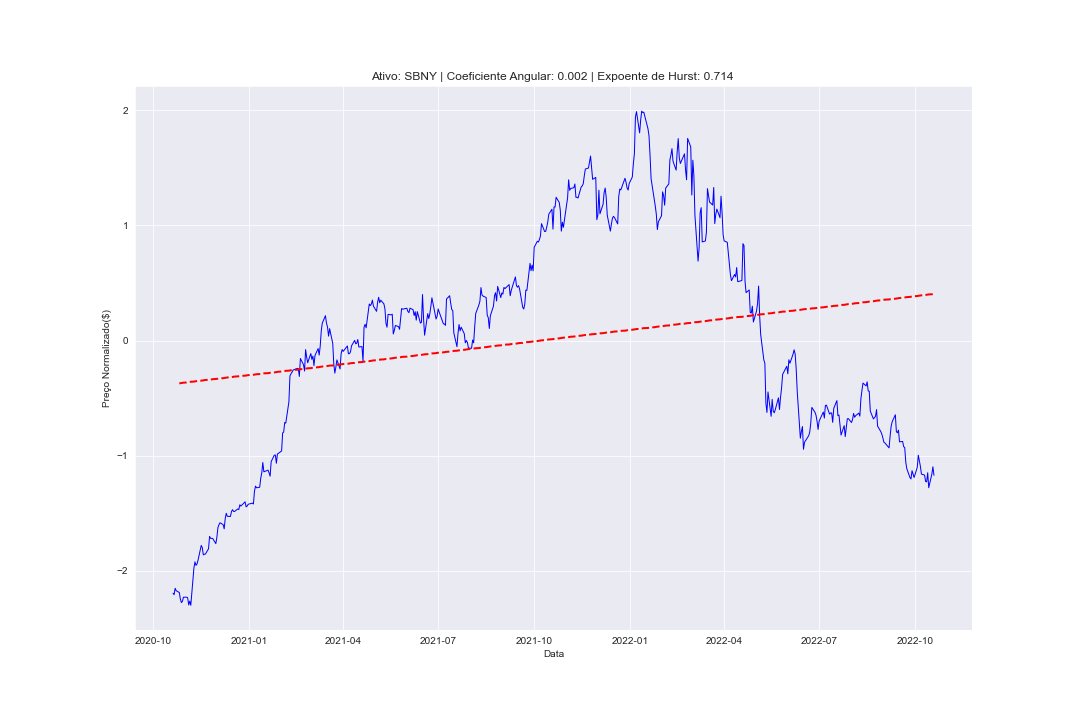 Ativo: SBNY | Coeficiente Angular: 0.002 | Expoente de Hurst: 0.714
Preço Normalizado($)
2
1
0
−1
−2
2020-10 2021-01 2021-04 2021-07 2021-10 2022-01 2022-04 2022-07 2022-10
Data